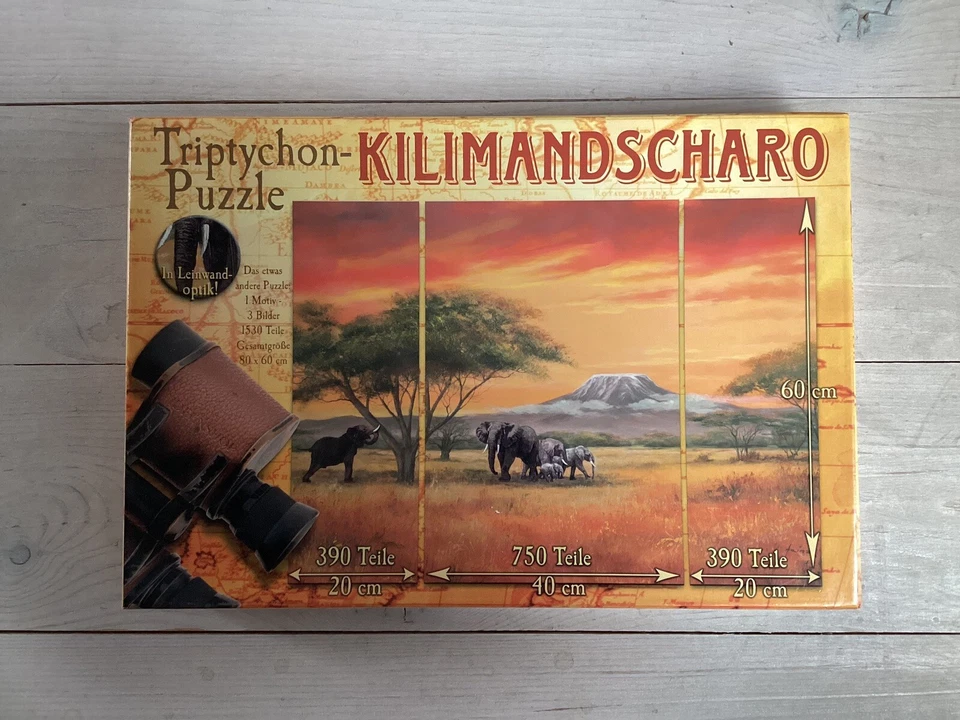 Triptychon-
Puzzle
KILIMANDSCHARO
In Leinwand-
optik!
Das etwas
andere Puzzle
1 Motiv -
3 Bilder
1530 Teile
Gesamtgröße
80 x 60 cm
60 cm
390 Teile
20 cm
750 Teile
40 cm
390 Teile
20 cm